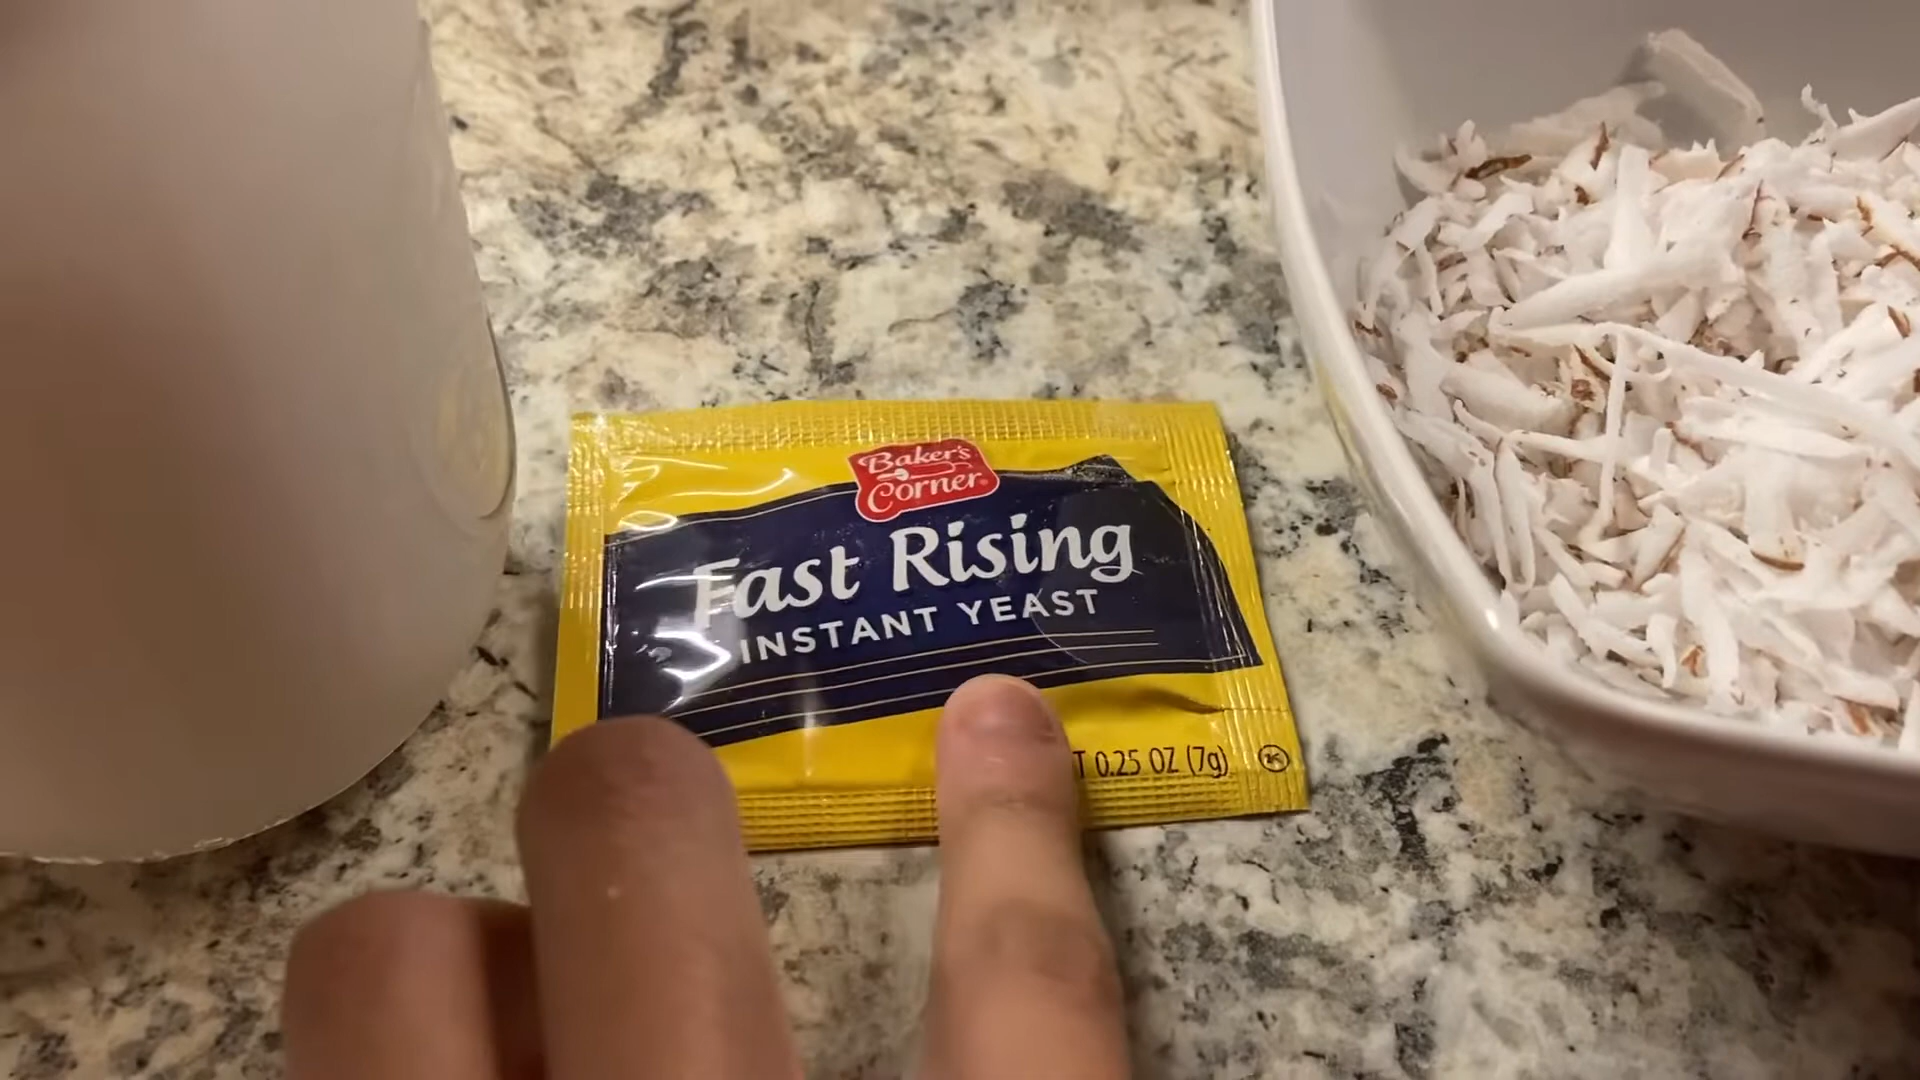 Baker's
Corner
Fast Rising
INSTANT YEAST
T 0.25 OZ (7g)
K